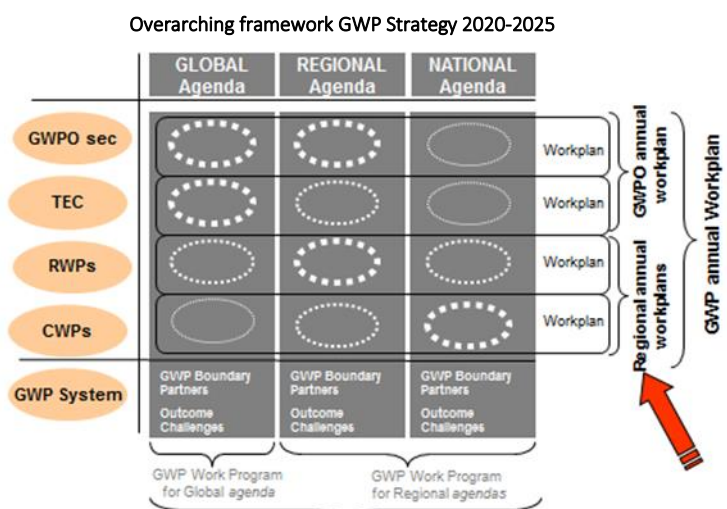 Overarching framework GWP Strategy 2020-2025
GLOBAL
Agenda
REGIONAL
Agenda
NATIONAL
Agenda
GWPO sec
Workplan
TEC
Workplan
RWPs
Workplan
CWPs
Workplan
GWPO annual
workplan
Regional annual
workplans
GWP annual Workplan
GWP System
GWP Boundary
Partners
Outcome
Challenges
GWP Boundary
Partners
Outcome
Challenges
GWP Boundary
Partners
Outcome
Challenges
GWP Work Program
for Global agenda
GWP Work Program
for Regional agendas